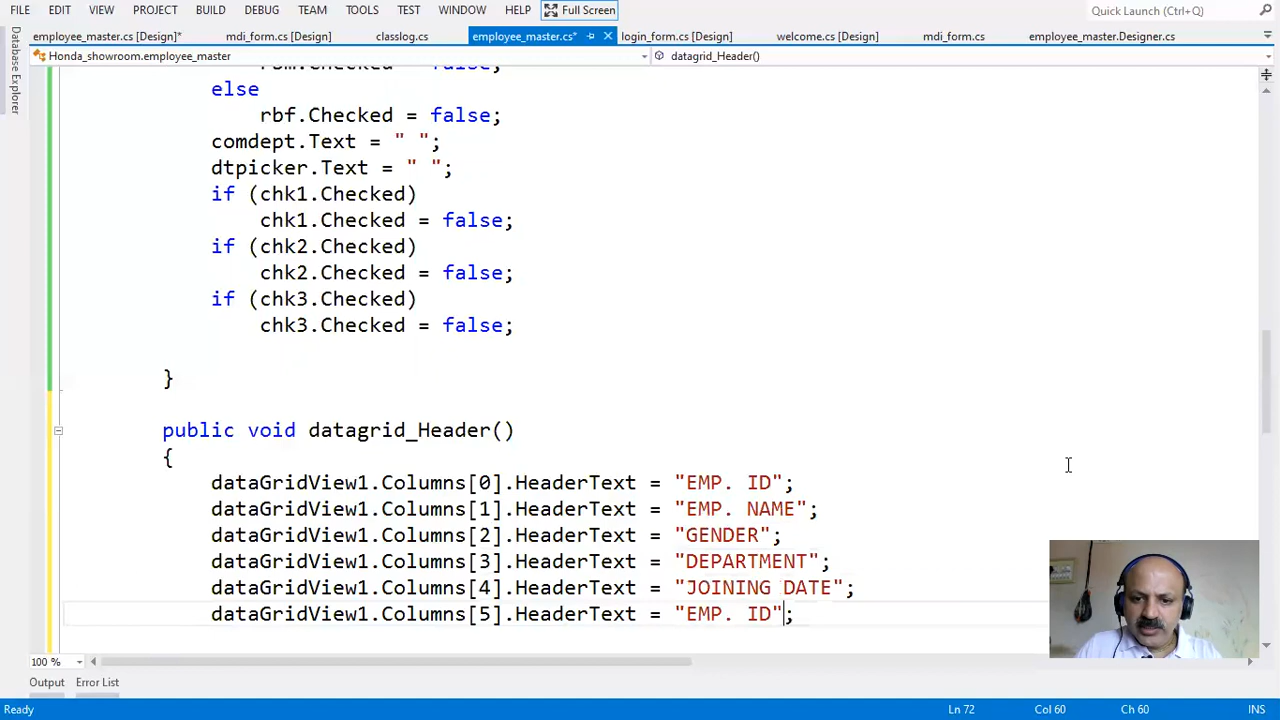 FILE EDIT VIEW PROJECT BUILD DEBUG TEAM TOOLS TEST WINDOW HELP Full Screen Quick Launch (Ctrl+Q)
employee_master.cs [Design]* mdi_form.cs [Design] classlog.cs employee_master.cs* login_form.cs [Design] welcome.cs [Design] mdi_form.cs employee_master.Designer.cs
Database Explorer
Honda_showroom.employee_master datagrid_Header()
rbm.Checked = false;
else
rbf.Checked = false;
comdept.Text = " ";
dtpicker.Text = " ";
if (chk1.Checked)
chk1.Checked = false;
if (chk2.Checked)
chk2.Checked = false;
if (chk3.Checked)
chk3.Checked = false;
}
public void datagrid_Header()
{
dataGridView1.Columns[0].HeaderText = "EMP. ID";
dataGridView1.Columns[1].HeaderText = "EMP. NAME";
dataGridView1.Columns[2].HeaderText = "GENDER";
dataGridView1.Columns[3].HeaderText = "DEPARTMENT";
dataGridView1.Columns[4].HeaderText = "JOINING DATE";
dataGridView1.Columns[5].HeaderText = "EMP. ID";
100 %
Output Error List
Ready Ln 72 Col 60 Ch 60 INS